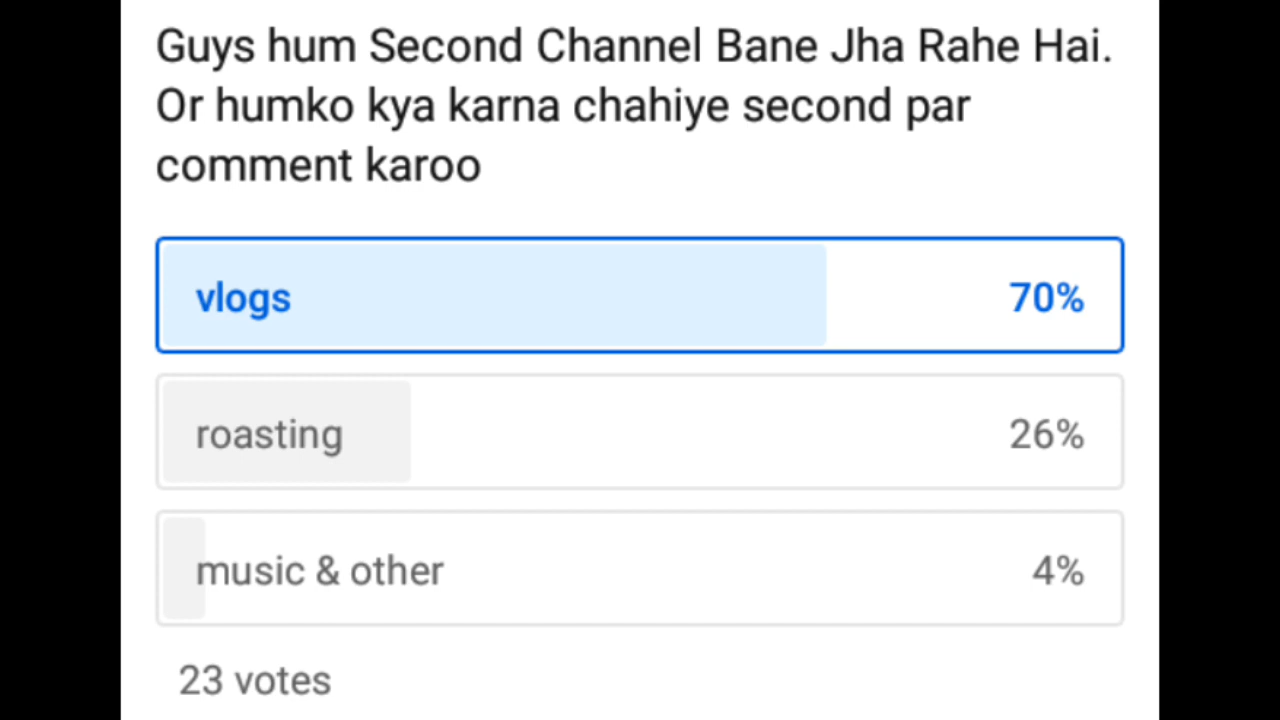 Guys hum Second Channel Bane Jha Rahe Hai.
Or humko kya karna chahiye second par
comment karoo
vlogs 70%
roasting 26%
music & other 4%
23 votes